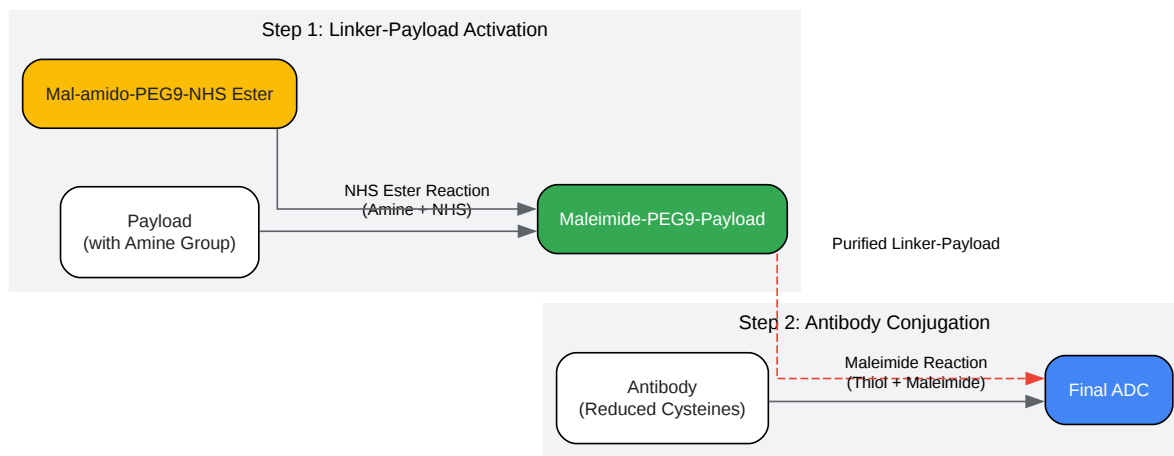 Step 1: Linker-Payload Activation
Mal-amido-PEG9-NHS Ester
NHS Ester Reaction
(Amine + NHS)
Payload
(with Amine Group)
Maleimide-PEG9-Payload
Purified Linker-Payload
Step 2: Antibody Conjugation
Maleimide Reaction
(Thiol + Maleimide)
Antibody
(Reduced Cysteines)
Final ADC